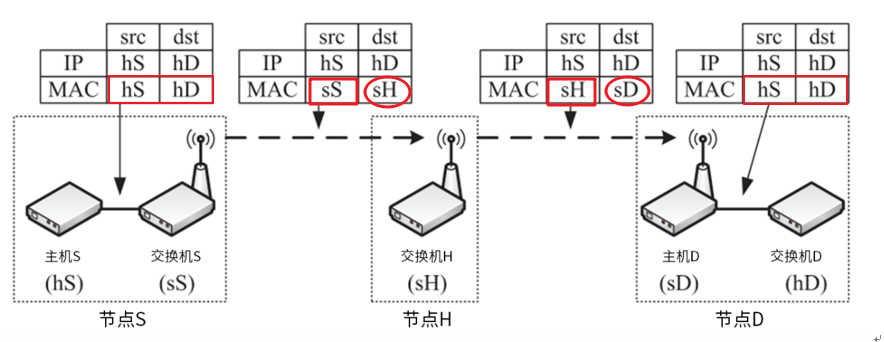 src dst
IP hS hD
MAC hS hD
src dst
IP hS hD
MAC sS sH
src dst
IP hS hD
MAC sH sD
src dst
IP hS hD
MAC hS hD
主机S
(hS)
交换机S
(sS)
节点S
交换机H
(sH)
节点H
主机D
(sD)
交换机D
(hD)
节点D